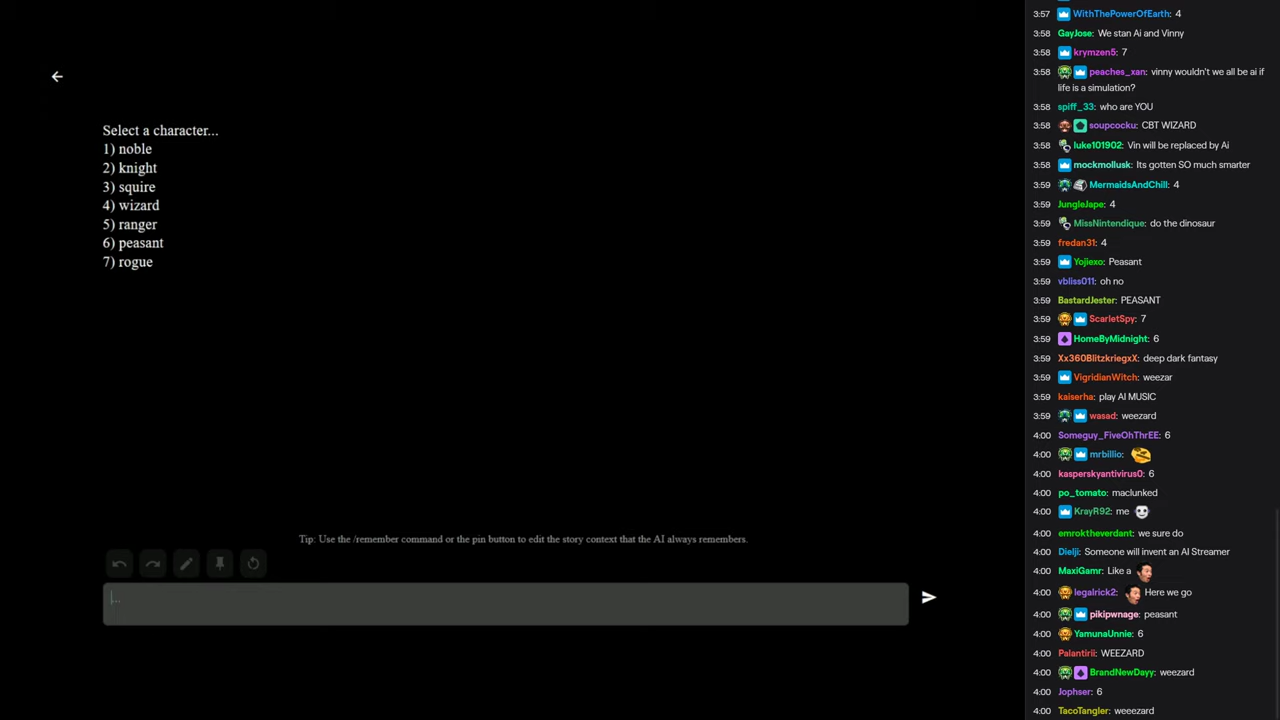 Select a character...
1) noble
2) knight
3) squire
4) wizard
5) ranger
6) peasant
7) rogue
Tip: Use the /remember command or the pin button to edit the story context that the AI always remembers.
...
3:57 WithThePowerOfEarth: 4
3:58 GayJose: We stan Ai and Vinny
3:58 krymzen5: 7
3:58 peaches_xan: vinny wouldn't we all be ai if
life is a simulation?
3:58 spiff_33: who are YOU
3:58 soupcocku: CBT WIZARD
3:58 luke101902: Vin will be replaced by Ai
3:58 mockmollusk: Its gotten SO much smarter
3:59 MermaidsAndChill: 4
3:59 JungleJape: 4
3:59 MissNintendique: do the dinosaur
3:59 fredan31: 4
3:59 Yojiexo: Peasant
3:59 vbliss011: oh no
3:59 BastardJester: PEASANT
3:59 ScarletSpy: 7
3:59 HomeByMidnight: 6
3:59 Xx360BlitzkriegxX: deep dark fantasy
3:59 VigridianWitch: weezar
3:59 kaiserha: play AI MUSIC
3:59 wasad: weezard
4:00 Someguy_FiveOhThrEE: 6
4:00 mrbillio:
4:00 kasperskyantivirus0: 6
4:00 po_tomato: maclunked
4:00 KrayR92: me
4:00 emroktheverdant: we sure do
4:00 Dielji: Someone will invent an AI Streamer
4:00 MaxiGamr: Like a
4:00 legalrick2: Here we go
4:00 pikipwnage: peasant
4:00 YamunaUnnie: 6
4:00 Palantirii: WEEZARD
4:00 BrandNewDayy: weezard
4:00 Jophser: 6
4:00 TacoTangler: weeezard